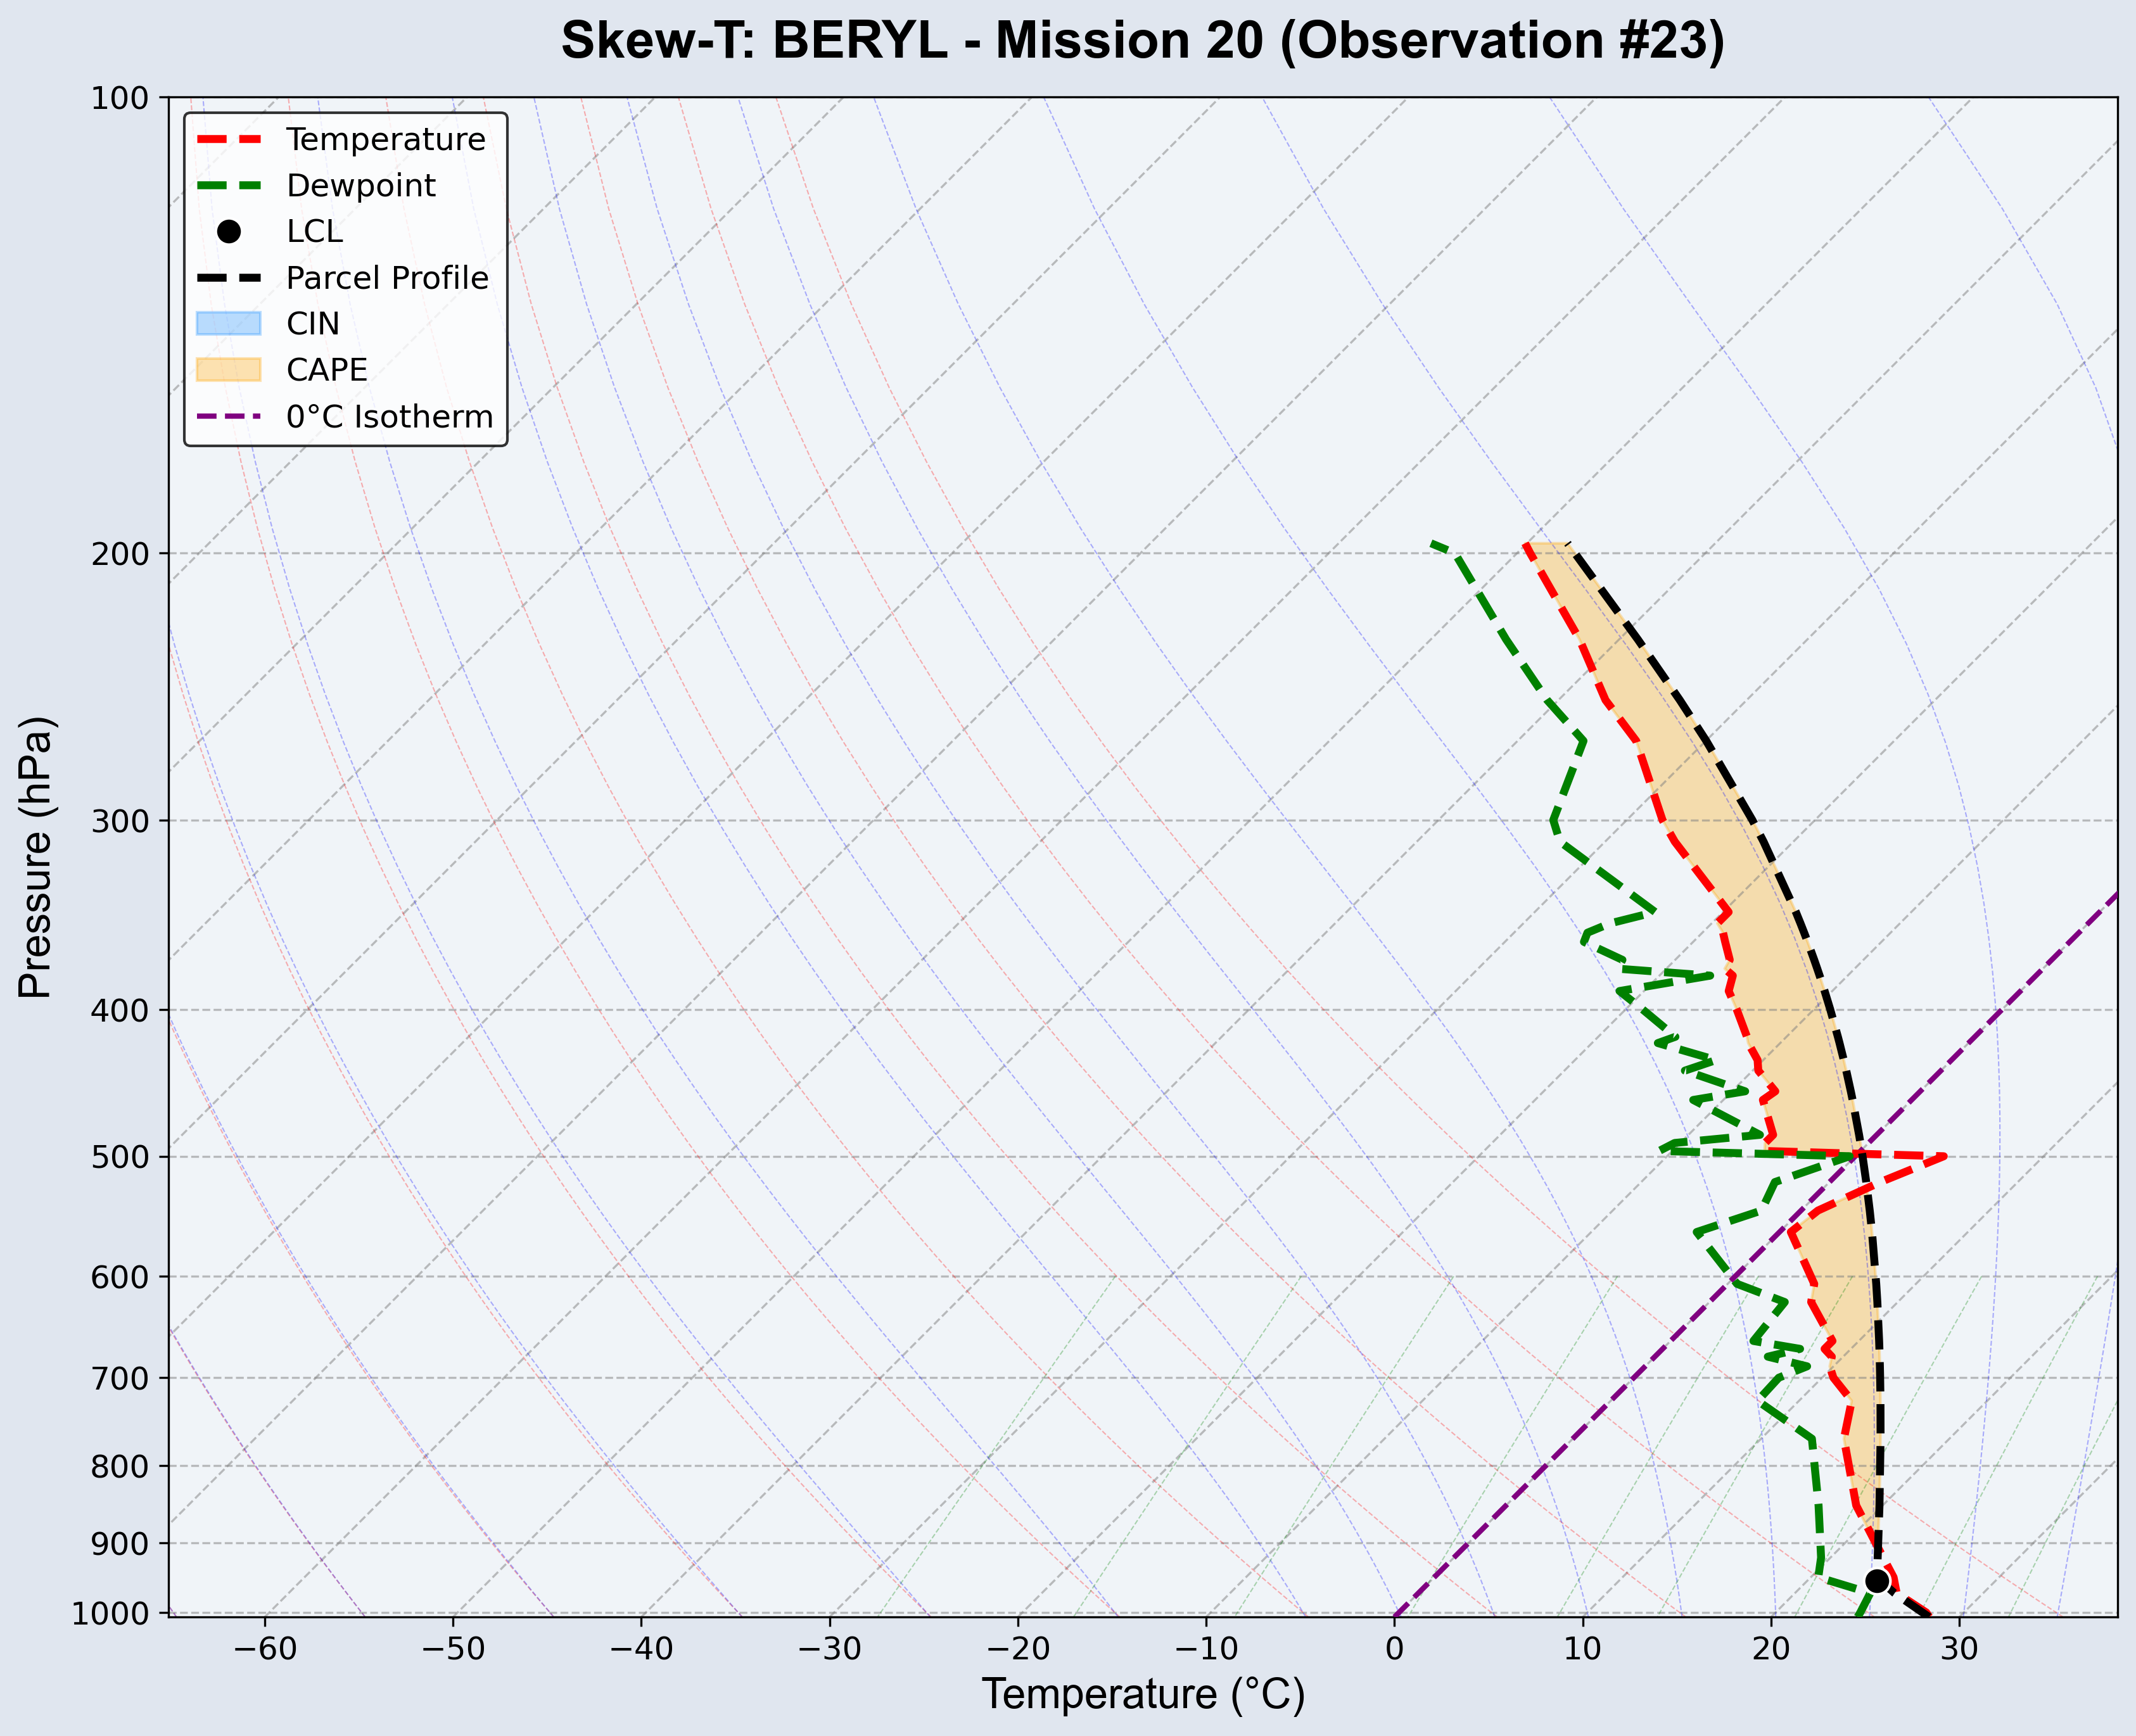 Skew-T: BERYL - Mission 20 (Observation #23)
100
Temperature
Dewpoint
LCL
Parcel Profile
CIN
CAPE
0°C Isotherm
200
300
400
500
600
700
800
900
1000
Pressure (hPa)
−60 −50 −40 −30 −20 −10 0 10 20 30
Temperature (°C)